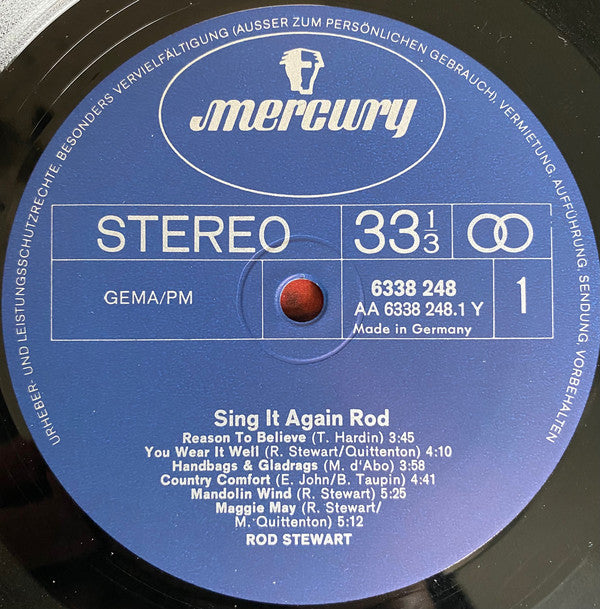 URHEBER- UND LEISTUNGSSCHUTZRECHTE, BESONDERS VERVIELFÄLTIGUNG (AUSSER ZUM PERSÖNLICHEN GEBRAUCH), VERMIETUNG, AUFFÜHRUNG, SENDUNG, VORBEHALTEN
mercury
STEREO
33 1/3
GEMA/PM
6338 248
AA 6338 248.1 Y
Made in Germany
1
Sing It Again Rod
Reason To Believe (T. Hardin) 3:45
You Wear It Well (R. Stewart/Quittenton) 4:10
Handbags & Gladrags (M. d'Abo) 3:58
Country Comfort (E. John/B. Taupin) 4:41
Mandolin Wind (R. Stewart) 5:25
Maggie May (R. Stewart/
M. Quittenton) 5:12
ROD STEWART